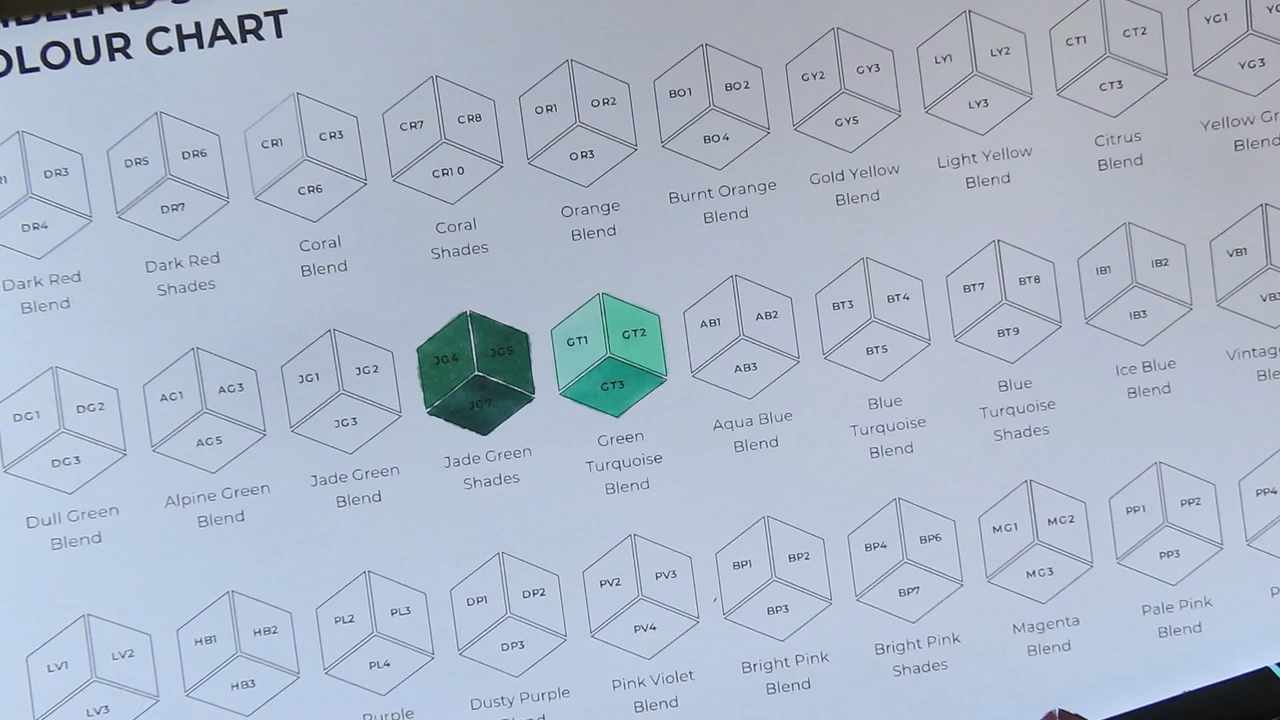 OLOUR CHART
DR3
DR4
Dark Red
Blend
DR5 DR6
DR7
Dark Red
Shades
CR1 CR3
CR6
Coral
Blend
CR7 CR8
CR10
Coral
Shades
OR1 OR2
OR3
Orange
Blend
BO1 BO2
BO4
Burnt Orange
Blend
GY2 GY3
GY5
Gold Yellow
Blend
LY1 LY2
LY3
Light Yellow
Blend
CT1 CT2
CT3
Citrus
Blend
YG1
YG3
Yellow Gr
Blend
DG1 DG2
DG3
Dull Green
Blend
AG1 AG3
AG5
Alpine Green
Blend
JG1 JG2
JG3
Jade Green
Blend
JG4 JG5
JG7
Jade Green
Shades
GT1 GT2
GT3
Green
Turquoise
Blend
AB1 AB2
AB3
Aqua Blue
Blend
BT3 BT4
BT5
Blue
Turquoise
Blend
BT7 BT8
BT9
Blue
Turquoise
Shades
IB1 IB2
IB3
Ice Blue
Blend
VB1
Vintag
Ble
LV1 LV2
LV3
HB1 HB2
HB3
PL2 PL3
PL4
Purple
DP1 DP2
DP3
Dusty Purple
PV2 PV3
PV4
Pink Violet
Blend
BP1 BP2
BP3
Bright Pink
Blend
BP4 BP6
BP7
Bright Pink
Shades
MG1 MG2
MG3
Magenta
Blend
PP1 PP2
PP3
Pale Pink
Blend
PP4